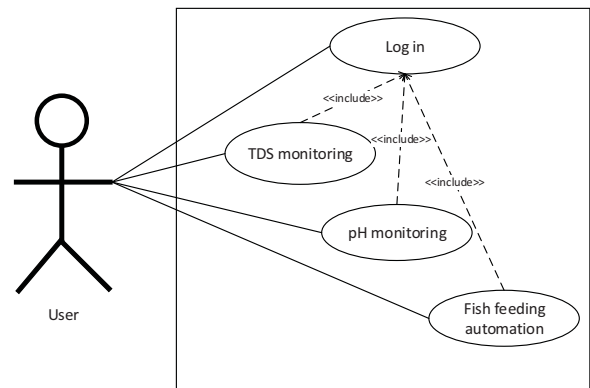 Log in
<<include>>
TDS monitoring
<<include>>
<<include>>
pH monitoring
Fish feeding
automation
User